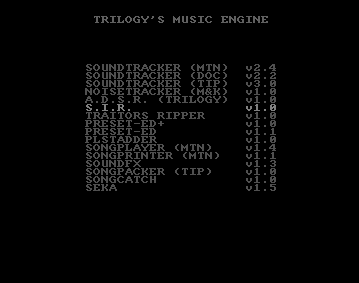 TRILOGY'S MUSIC ENGINE
SOUNDTRACKER (MTN) v2.4
SOUNDTRACKER (DOC) v2.2
SOUNDTRACKER (TIP) v3.0
NOISETRACKER (M&K) v1.0
A.D.S.R. (TRILOGY) v1.0
S.I.R. v1.0
TRAITORS RIPPER v1.0
PRESET-ED+ v1.0
PRESET-ED v1.1
PLSTADDER v1.0
SONGPLAYER (MTN) v1.4
SONGPRINTER (MTN) v1.1
SOUNDFX v1.3
SONGPACKER (TIP) v1.0
SONGCATCH v1.0
SEKA v1.5